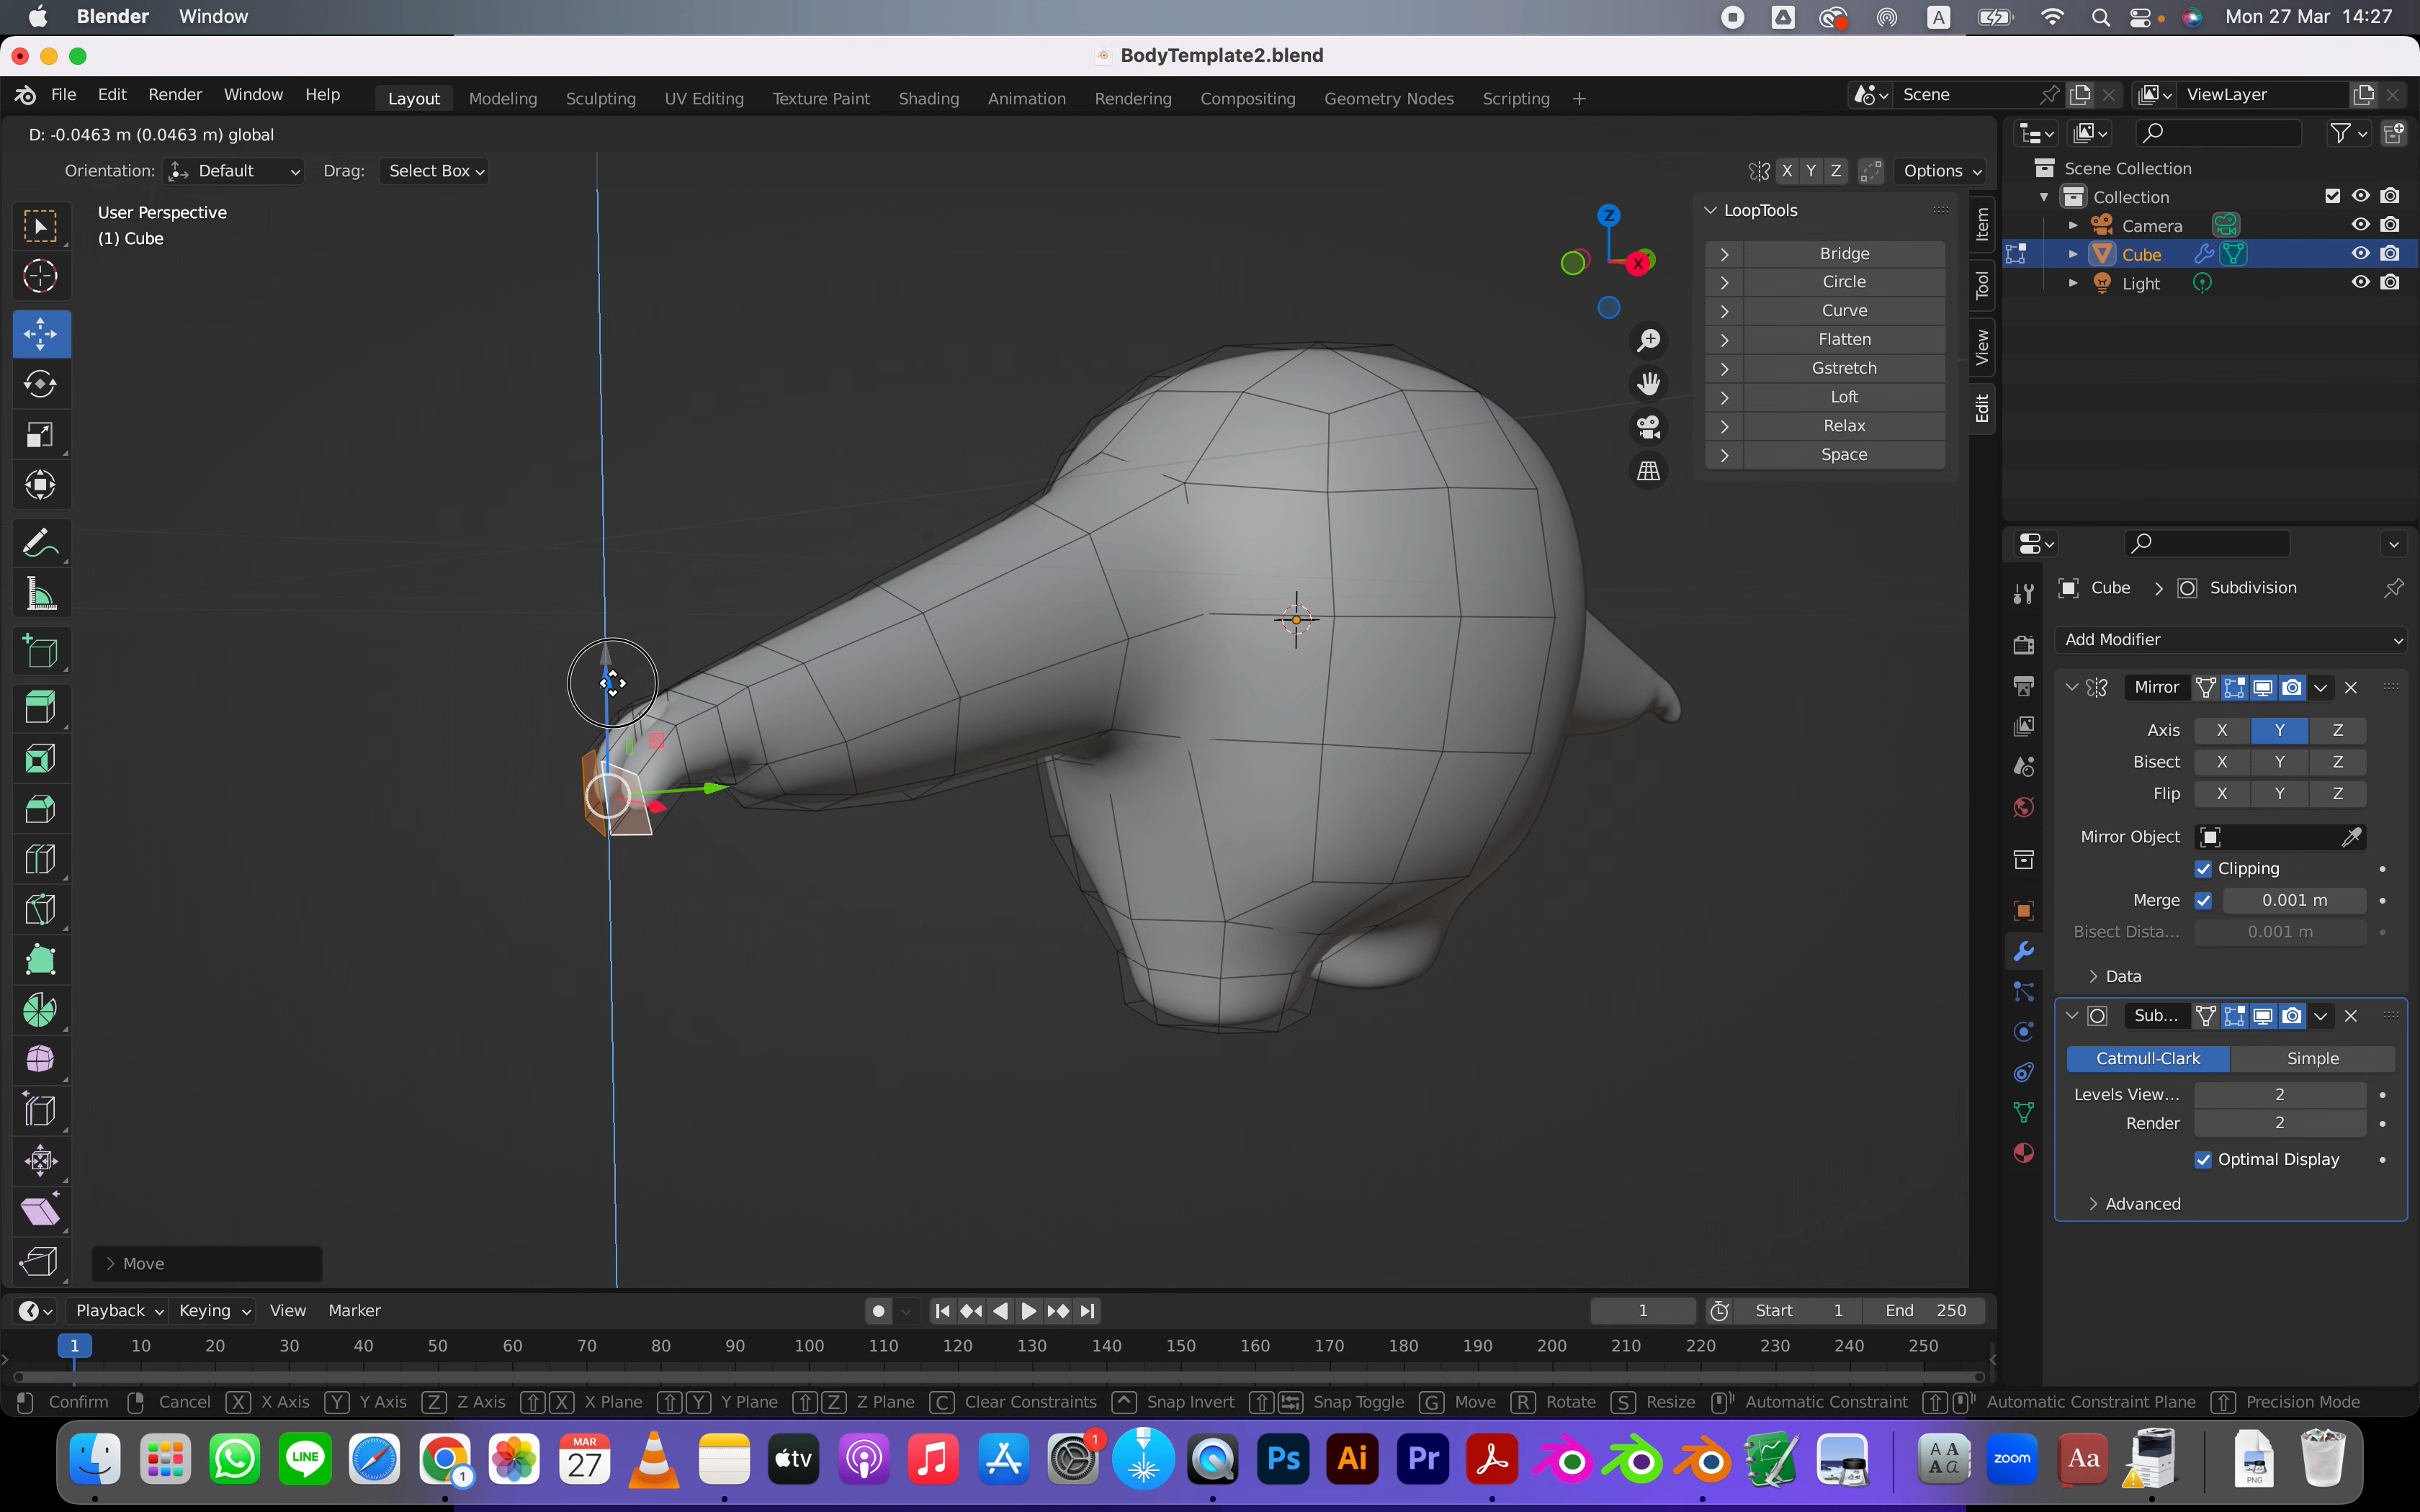 Blender Window Mon 27 Mar 14:27
A
BodyTemplate2.blend
File Edit Render Window Help Layout Modeling Sculpting UV Editing Texture Paint Shading Animation Rendering Compositing Geometry Nodes Scripting + Scene ViewLayer
D: -0.0463 m (0.0463 m) global
Orientation: Default Drag: Select Box X Y Z Options
User Perspective
(1) Cube
Z
X
LoopTools
Bridge
Circle
Curve
Flatten
Gstretch
Loft
Relax
Space
Item
Tool
View
Edit
Scene Collection
Collection
Camera
Cube
Light
Cube > Subdivision
Add Modifier
Mirror
Axis X Y Z
Bisect X Y Z
Flip X Y Z
Mirror Object
Clipping
Merge 0.001 m
Bisect Dista... 0.001 m
Data
Sub...
Catmull-Clark Simple
Levels View... 2
Render 2
Optimal Display
Advanced
Move
Playback Keying View Marker 1 Start 1 End 250
1 10 20 30 40 50 60 70 80 90 100 110 120 130 140 150 160 170 180 190 200 210 220 230 240 250
Confirm Cancel X X Axis Y Y Axis Z Z Axis X X Plane Y Y Plane Z Z Plane C Clear Constraints Snap Invert Snap Toggle G Move R Rotate S Resize Automatic Constraint Automatic Constraint Plane Precision Mode
LINE
1
MAR
27
tv
1
Ps
Ai
Pr
A A
A a
zoom
Aa
PNG